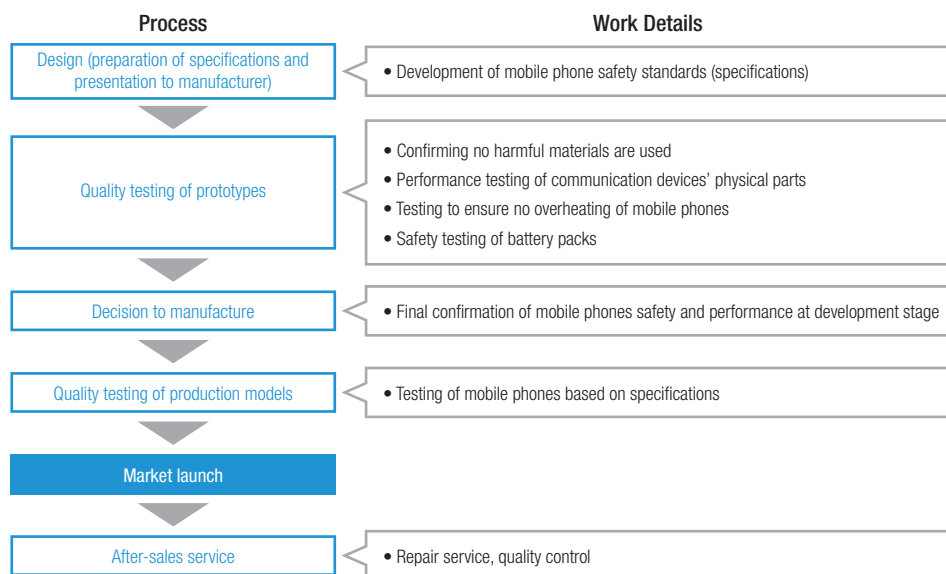 Process
Work Details
Design (preparation of specifications and
presentation to manufacturer)
• Development of mobile phone safety standards (specifications)
Quality testing of prototypes
• Confirming no harmful materials are used
• Performance testing of communication devices’ physical parts
• Testing to ensure no overheating of mobile phones
• Safety testing of battery packs
Decision to manufacture
• Final confirmation of mobile phones safety and performance at development stage
Quality testing of production models
• Testing of mobile phones based on specifications
Market launch
After-sales service
• Repair service, quality control